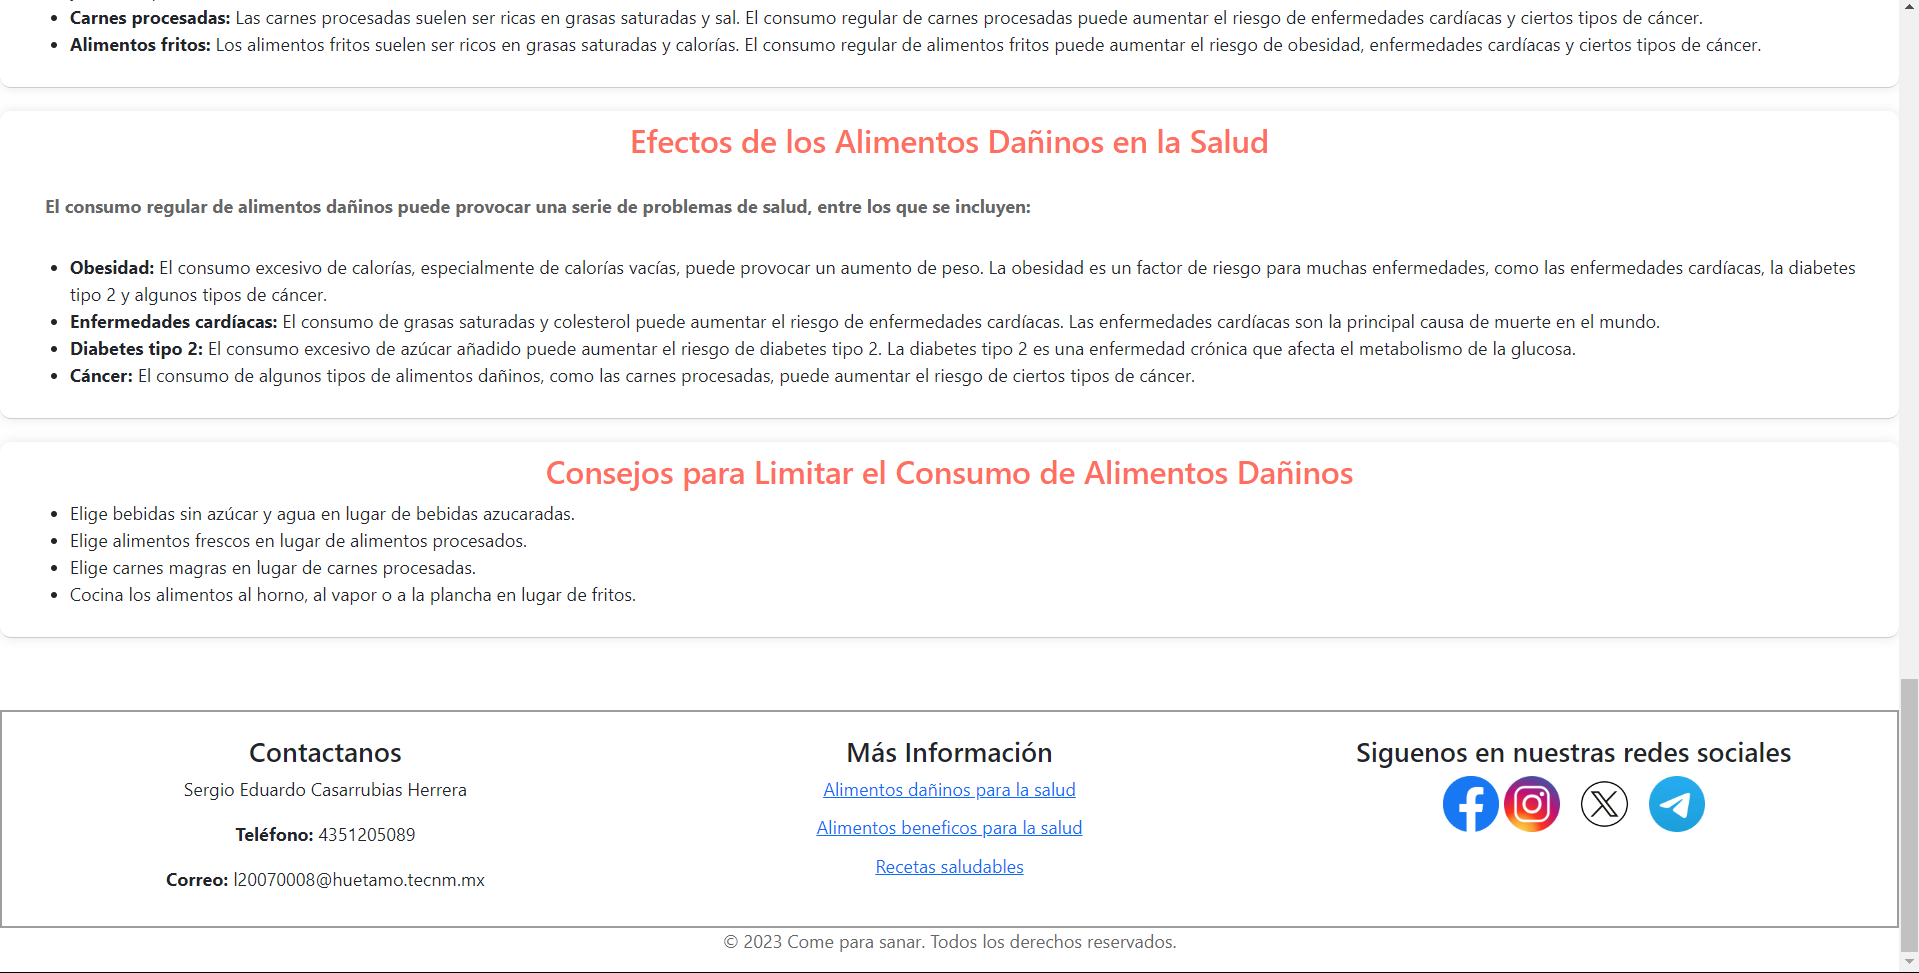 Carnes procesadas: Las carnes procesadas suelen ser ricas en grasas saturadas y sal. El consumo regular de carnes procesadas puede aumentar el riesgo de enfermedades cardíacas y ciertos tipos de cáncer.
Alimentos fritos: Los alimentos fritos suelen ser ricos en grasas saturadas y calorías. El consumo regular de alimentos fritos puede aumentar el riesgo de obesidad, enfermedades cardíacas y ciertos tipos de cáncer.
Efectos de los Alimentos Dañinos en la Salud
El consumo regular de alimentos dañinos puede provocar una serie de problemas de salud, entre los que se incluyen:
Obesidad: El consumo excesivo de calorías, especialmente de calorías vacías, puede provocar un aumento de peso. La obesidad es un factor de riesgo para muchas enfermedades, como las enfermedades cardíacas, la diabetes
tipo 2 y algunos tipos de cáncer.
Enfermedades cardíacas: El consumo de grasas saturadas y colesterol puede aumentar el riesgo de enfermedades cardíacas. Las enfermedades cardíacas son la principal causa de muerte en el mundo.
Diabetes tipo 2: El consumo excesivo de azúcar añadido puede aumentar el riesgo de diabetes tipo 2. La diabetes tipo 2 es una enfermedad crónica que afecta el metabolismo de la glucosa.
Cáncer: El consumo de algunos tipos de alimentos dañinos, como las carnes procesadas, puede aumentar el riesgo de ciertos tipos de cáncer.
Consejos para Limitar el Consumo de Alimentos Dañinos
Elige bebidas sin azúcar y agua en lugar de bebidas azucaradas.
Elige alimentos frescos en lugar de alimentos procesados.
Elige carnes magras en lugar de carnes procesadas.
Cocina los alimentos al horno, al vapor o a la plancha en lugar de fritos.
Contactanos
Sergio Eduardo Casarrubias Herrera
Teléfono: 4351205089
Correo: l20070008@huetamo.tecnm.mx
Más Información
Alimentos dañinos para la salud
Alimentos beneficos para la salud
Recetas saludables
Siguenos en nuestras redes sociales
© 2023 Come para sanar. Todos los derechos reservados.